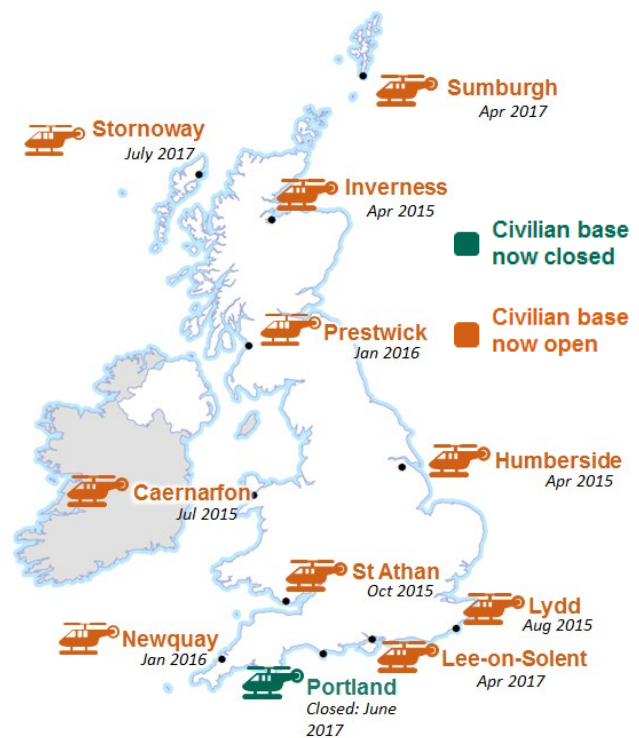 Sumburgh
Apr 2017
Stornoway
July 2017
Inverness
Apr 2015
Civilian base
now closed
Civilian base
now open
Prestwick
Jan 2016
Humberside
Apr 2015
Caernarfon
Jul 2015
St Athan
Oct 2015
Lydd
Aug 2015
Newquay
Jan 2016
Lee-on-Solent
Apr 2017
Portland
Closed: June
2017